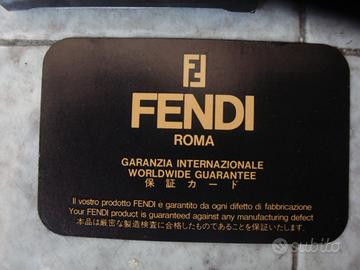 FENDI
ROMA
GARANZIA INTERNAZIONALE
WORLDWIDE GUARANTEE
保証カード
Il vostro prodotto FENDI e garantito da ogni difetto di fabbricazione
Your FENDI product is guaranteed against any manufacturing defect
本品は厳密な製造検査に合格したものであることを保証いたします。
subito